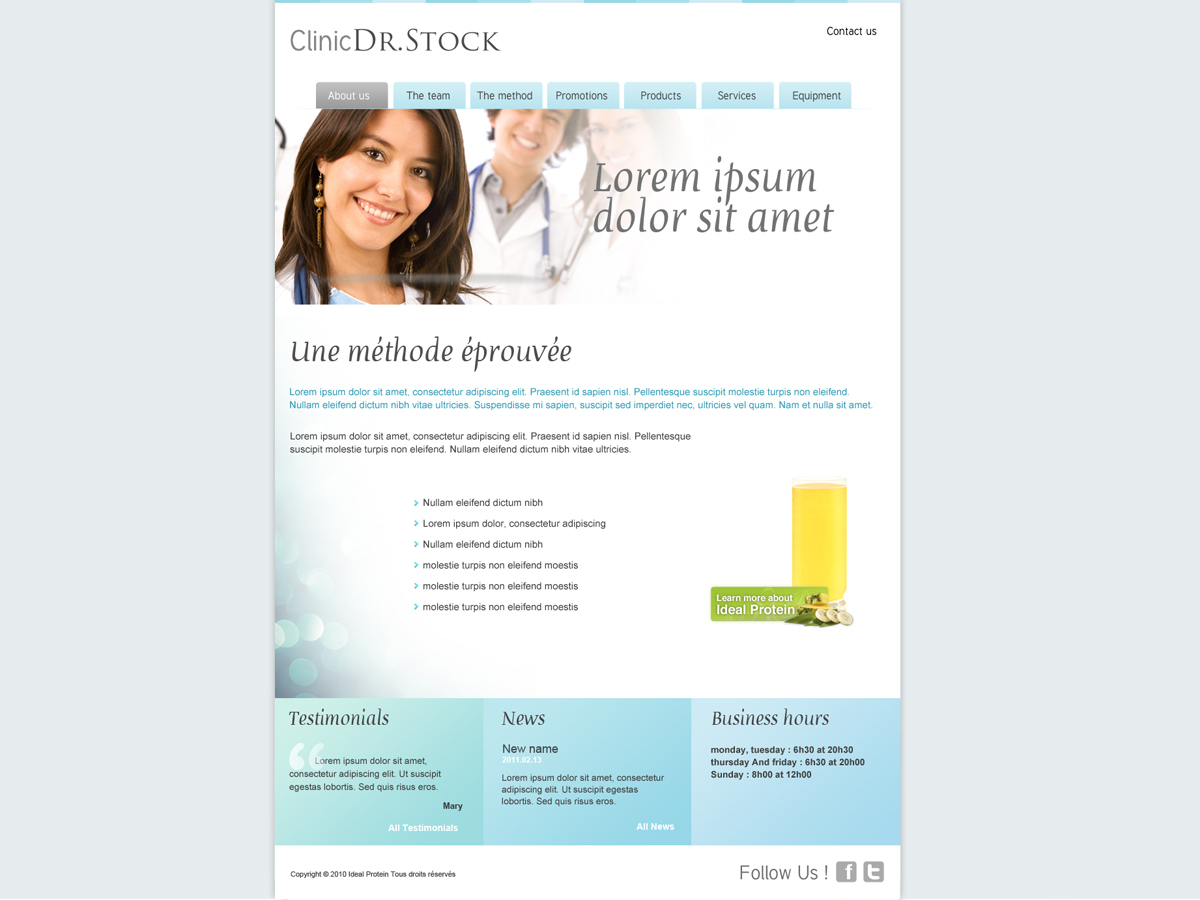 Clinic DR.STOCK
Contact us
About us
The team
The method
Promotions
Products
Services
Equipment
Lorem ipsum
dolor sit amet
Une méthode éprouvée
Lorem ipsum dolor sit amet, consectetur adipiscing elit. Praesent id sapien nisl. Pellentesque suscipit molestie turpis non eleifend.
Nullam eleifend dictum nibh vitae ultricies. Suspendisse mi sapien, suscipit sed imperdiet nec, ultricies vel quam. Nam et nulla sit amet.
Lorem ipsum dolor sit amet, consectetur adipiscing elit. Praesent id sapien nisl. Pellentesque
suscipit molestie turpis non eleifend. Nullam eleifend dictum nibh vitae ultricies.
Nullam eleifend dictum nibh
Lorem ipsum dolor, consectetur adipiscing
Nullam eleifend dictum nibh
molestie turpis non eleifend moestis
molestie turpis non eleifend moestis
molestie turpis non eleifend moestis
Learn more about
Ideal Protein
Testimonials
Lorem ipsum dolor sit amet,
consectetur adipiscing elit. Ut suscipit
egestas lobortis. Sed quis risus eros.
Mary
All Testimonials
News
New name
2011.02.13
Lorem ipsum dolor sit amet, consectetur
adipiscing elit. Ut suscipit egestas
lobortis. Sed quis risus eros.
All News
Business hours
monday, tuesday : 6h30 at 20h30
thursday And friday : 6h30 at 20h00
Sunday : 8h00 at 12h00
Copyright © 2010 Ideal Protein Tous droits réservés
Follow Us !